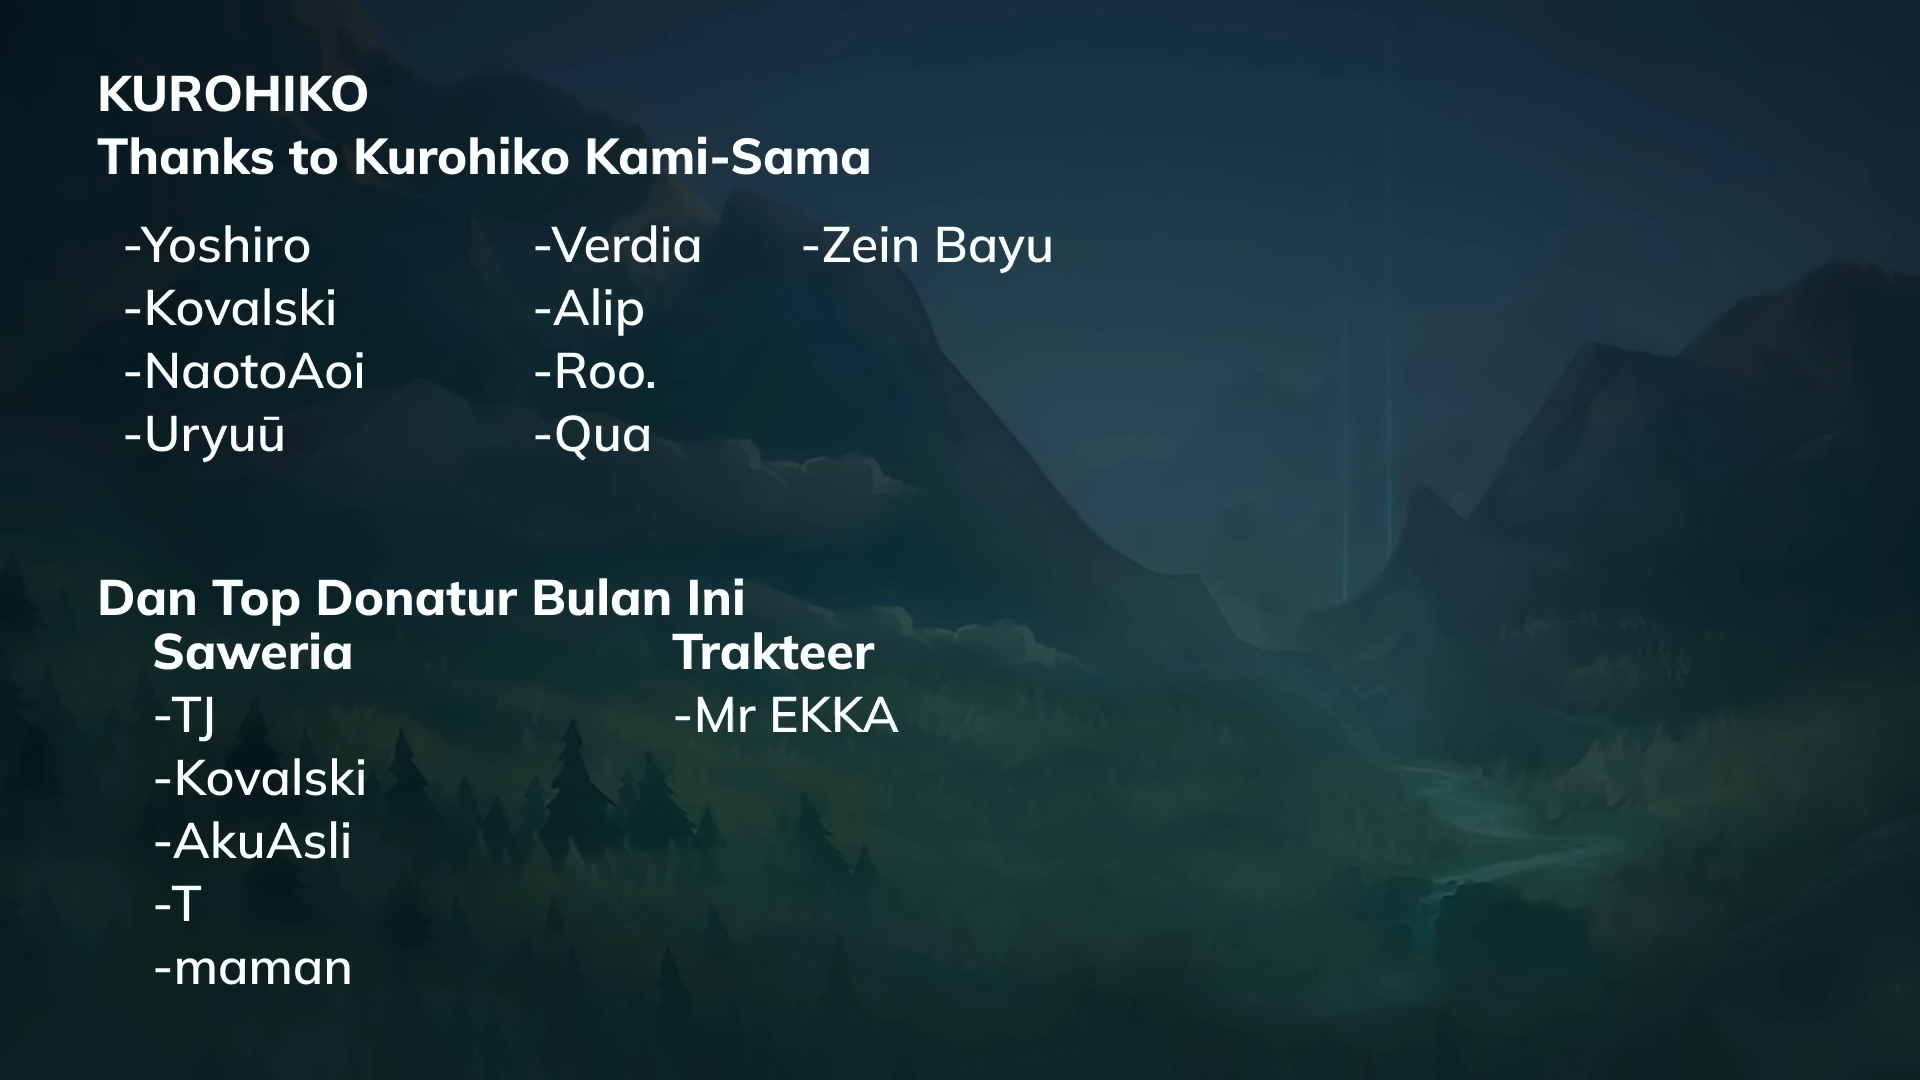 KUROHIKO
Thanks to Kurohiko Kami-Sama
-Yoshiro
-Kovalski
-NaotoAoi
-Uryuū
-Verdia
-Alip
-Roo.
-Qua
-Zein Bayu
Dan Top Donatur Bulan Ini
Saweria
-TJ
-Kovalski
-AkuAsli
-T
-maman
Trakteer
-Mr EKKA